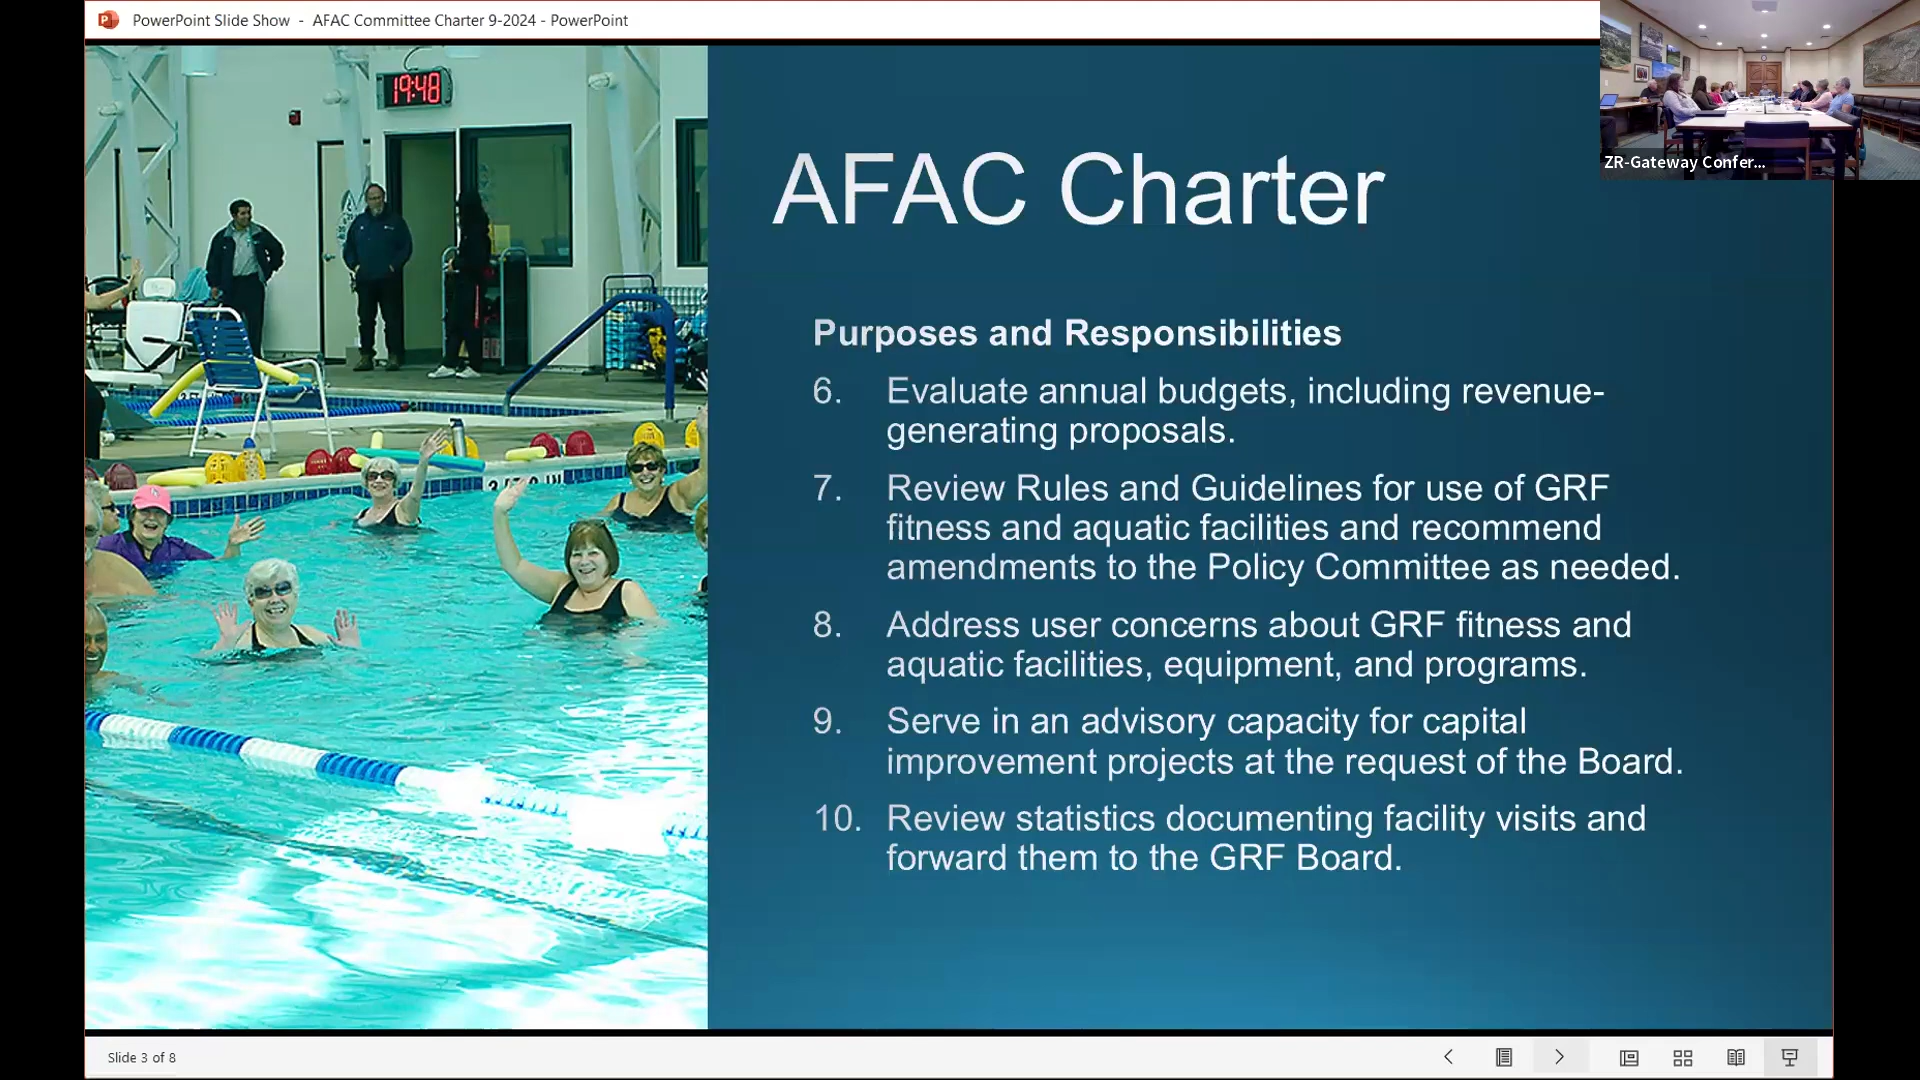 PowerPoint Slide Show - AFAC Committee Charter 9-2024 - PowerPoint
ZR-Gateway Confer...
19:48
AFAC Charter
Purposes and Responsibilities
6. Evaluate annual budgets, including revenue-
generating proposals.
7. Review Rules and Guidelines for use of GRF
fitness and aquatic facilities and recommend
amendments to the Policy Committee as needed.
8. Address user concerns about GRF fitness and
aquatic facilities, equipment, and programs.
9. Serve in an advisory capacity for capital
improvement projects at the request of the Board.
10. Review statistics documenting facility visits and
forward them to the GRF Board.
Slide 3 of 8